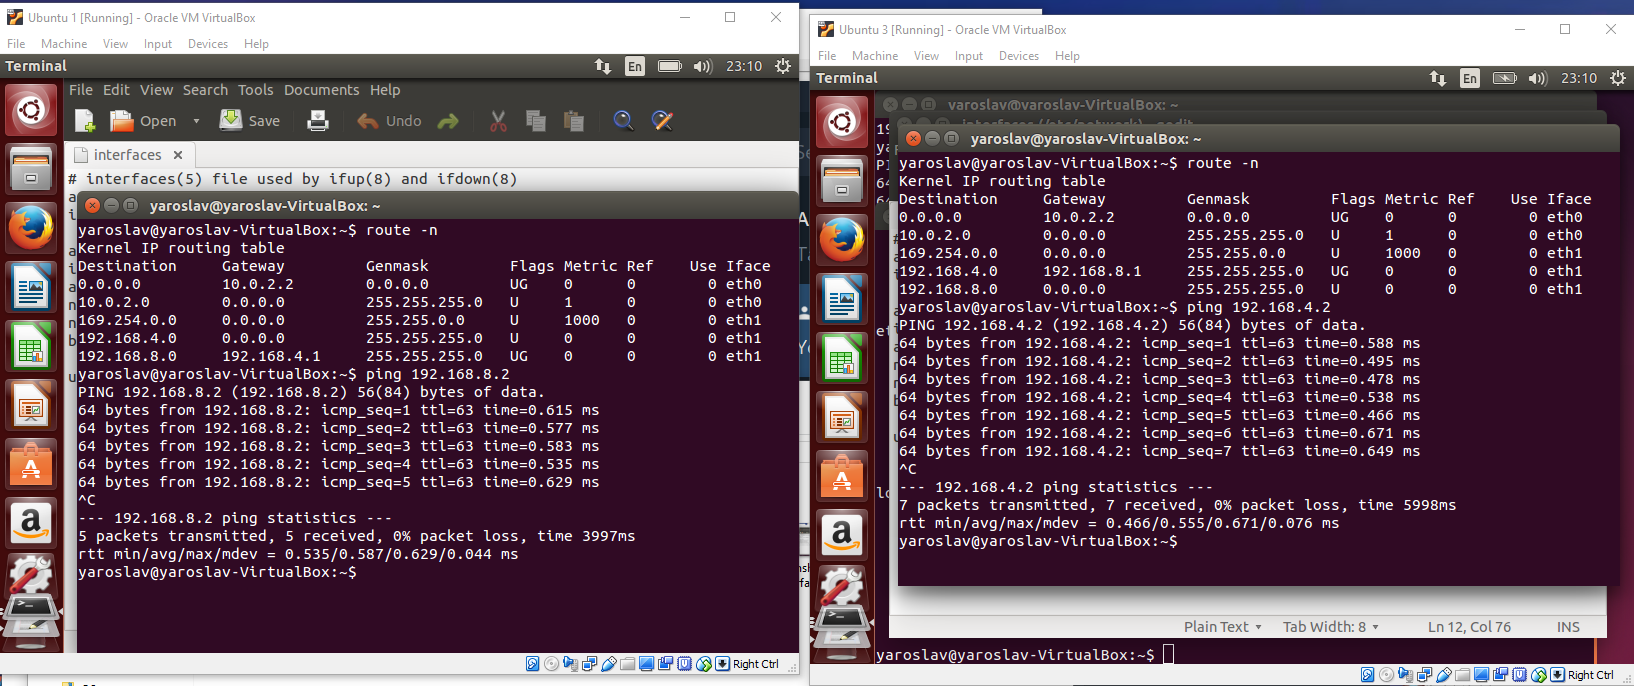 Ubuntu 1 [Running] - Oracle VM VirtualBox
File Machine View Input Devices Help
Terminal En 23:10
File Edit View Search Tools Documents Help
Open Save Undo
interfaces
# interfaces(5) file used by ifup(8) and ifdown(8)
yaroslav@yaroslav-VirtualBox: ~
yaroslav@yaroslav-VirtualBox:~$ route -n
Kernel IP routing table
Destination Gateway Genmask Flags Metric Ref Use Iface
0.0.0.0 10.0.2.2 0.0.0.0 UG 0 0 0 eth0
10.0.2.0 0.0.0.0 255.255.255.0 U 1 0 0 eth0
169.254.0.0 0.0.0.0 255.255.0.0 U 1000 0 0 eth1
192.168.4.0 0.0.0.0 255.255.255.0 U 0 0 0 eth1
192.168.8.0 192.168.4.1 255.255.255.0 UG 0 0 0 eth1
yaroslav@yaroslav-VirtualBox:~$ ping 192.168.8.2
PING 192.168.8.2 (192.168.8.2) 56(84) bytes of data.
64 bytes from 192.168.8.2: icmp_seq=1 ttl=63 time=0.615 ms
64 bytes from 192.168.8.2: icmp_seq=2 ttl=63 time=0.577 ms
64 bytes from 192.168.8.2: icmp_seq=3 ttl=63 time=0.583 ms
64 bytes from 192.168.8.2: icmp_seq=4 ttl=63 time=0.535 ms
64 bytes from 192.168.8.2: icmp_seq=5 ttl=63 time=0.629 ms
^C
--- 192.168.8.2 ping statistics ---
5 packets transmitted, 5 received, 0% packet loss, time 3997ms
rtt min/avg/max/mdev = 0.535/0.587/0.629/0.044 ms
yaroslav@yaroslav-VirtualBox:~$
Right Ctrl
Ubuntu 3 [Running] - Oracle VM VirtualBox
File Machine View Input Devices Help
Terminal En 23:10
yaroslav@yaroslav-VirtualBox: ~
yaroslav@yaroslav-VirtualBox: ~
yaroslav@yaroslav-VirtualBox:~$ route -n
Kernel IP routing table
Destination Gateway Genmask Flags Metric Ref Use Iface
0.0.0.0 10.0.2.2 0.0.0.0 UG 0 0 0 eth0
10.0.2.0 0.0.0.0 255.255.255.0 U 1 0 0 eth0
169.254.0.0 0.0.0.0 255.255.0.0 U 1000 0 0 eth1
192.168.4.0 192.168.8.1 255.255.255.0 UG 0 0 0 eth1
192.168.8.0 0.0.0.0 255.255.255.0 U 0 0 0 eth1
yaroslav@yaroslav-VirtualBox:~$ ping 192.168.4.2
PING 192.168.4.2 (192.168.4.2) 56(84) bytes of data.
64 bytes from 192.168.4.2: icmp_seq=1 ttl=63 time=0.588 ms
64 bytes from 192.168.4.2: icmp_seq=2 ttl=63 time=0.495 ms
64 bytes from 192.168.4.2: icmp_seq=3 ttl=63 time=0.478 ms
64 bytes from 192.168.4.2: icmp_seq=4 ttl=63 time=0.538 ms
64 bytes from 192.168.4.2: icmp_seq=5 ttl=63 time=0.466 ms
64 bytes from 192.168.4.2: icmp_seq=6 ttl=63 time=0.671 ms
64 bytes from 192.168.4.2: icmp_seq=7 ttl=63 time=0.649 ms
^C
--- 192.168.4.2 ping statistics ---
7 packets transmitted, 7 received, 0% packet loss, time 5998ms
rtt min/avg/max/mdev = 0.466/0.555/0.671/0.076 ms
yaroslav@yaroslav-VirtualBox:~$
Plain Text Tab Width: 8 Ln 12, Col 76 INS
yaroslav@yaroslav-VirtualBox:~$
Right Ctrl